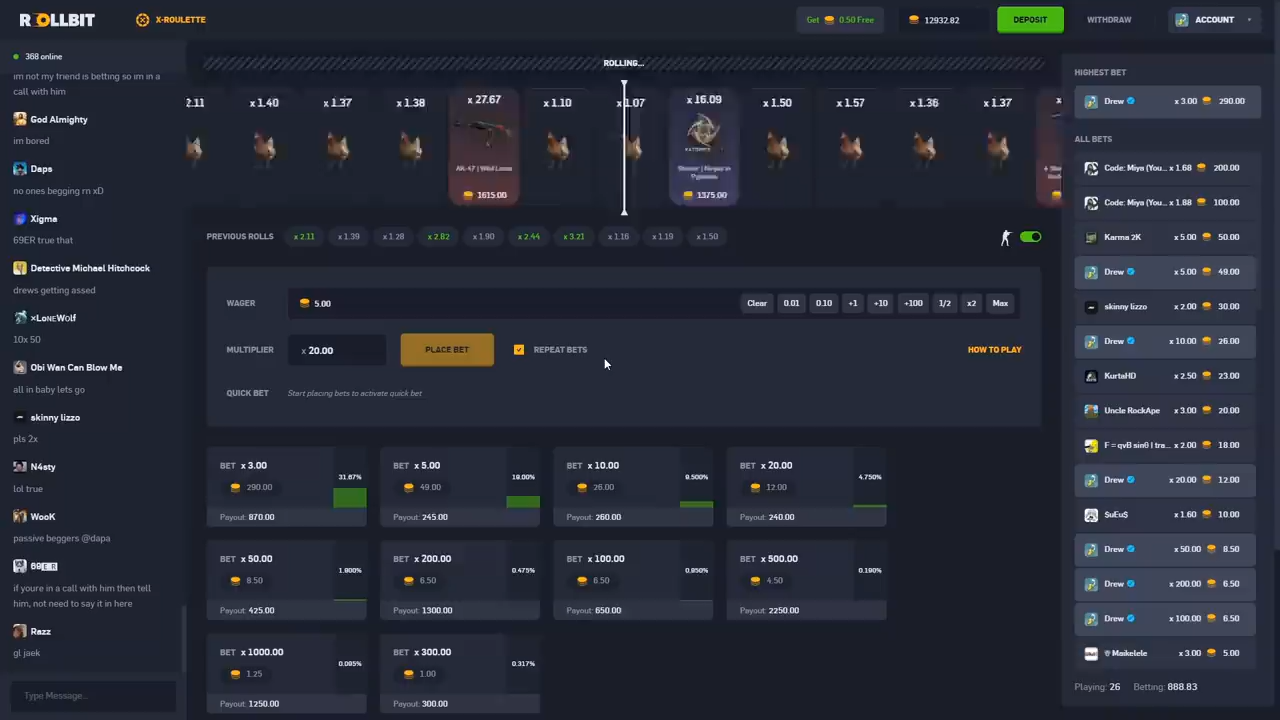 ROLLBIT
X-ROULETTE
Get 0.50 Free
12932.82
DEPOSIT
WITHDRAW
ACCOUNT
368 online
im not my friend is betting so im in a
call with him
God Almighty
im bored
Daps
no ones begging rn xD
Xigma
69ER true that
Detective Michael Hitchcock
drews getting assed
×LᴏɴᴇWᴏlf
10x 50
Obi Wan Can Blow Me
all in baby lets go
skinny lizzo
pls 2x
N4sty
lol true
WooK
passive beggers @dapa
69🄴🅁
if youre in a call with him then tell
him, not need to say it in here
Razz
gl jaek
Type Message...
ROLLING...
2.11
x 1.40
x 1.37
x 1.38
x 27.67
x 1.10
x 1.07
x 16.09
x 1.50
x 1.57
x 1.36
x 1.37
x
1615.00
1375.00
PREVIOUS ROLLS
x 2.11
x 1.39
x 1.28
x 2.82
x 1.90
x 2.44
x 3.21
x 1.16
x 1.19
x 1.50
WAGER
5.00
Clear
0.01
0.10
+1
+10
+100
1/2
x2
Max
MULTIPLIER
x 20.00
PLACE BET
REPEAT BETS
HOW TO PLAY
QUICK BET
Start placing bets to activate quick bet
BET x 3.00
290.00
31.67%
Payout: 870.00
BET x 5.00
49.00
19.00%
Payout: 245.00
BET x 10.00
26.00
9.500%
Payout: 260.00
BET x 20.00
12.00
4.750%
Payout: 240.00
BET x 50.00
8.50
1.900%
Payout: 425.00
BET x 200.00
6.50
0.475%
Payout: 1300.00
BET x 100.00
6.50
0.950%
Payout: 650.00
BET x 500.00
4.50
0.190%
Payout: 2250.00
BET x 1000.00
1.25
0.095%
Payout: 1250.00
BET x 300.00
1.00
0.317%
Payout: 300.00
HIGHEST BET
Drew x 3.00 290.00
ALL BETS
Code: Miya (You... x 1.68 200.00
Code: Miya (You... x 1.88 100.00
Karma 2K x 5.00 50.00
Drew x 5.00 49.00
skinny lizzo x 2.00 30.00
Drew x 10.00 26.00
KurtaHD x 2.50 23.00
Uncle RockApe x 3.00 20.00
F = qvB sinθ | tra... x 2.00 18.00
Drew x 20.00 12.00
$uEu$ x 1.60 10.00
Drew x 50.00 8.50
Drew x 200.00 6.50
Drew x 100.00 6.50
Maikelele x 3.00 5.00
Playing: 26
Betting: 888.83